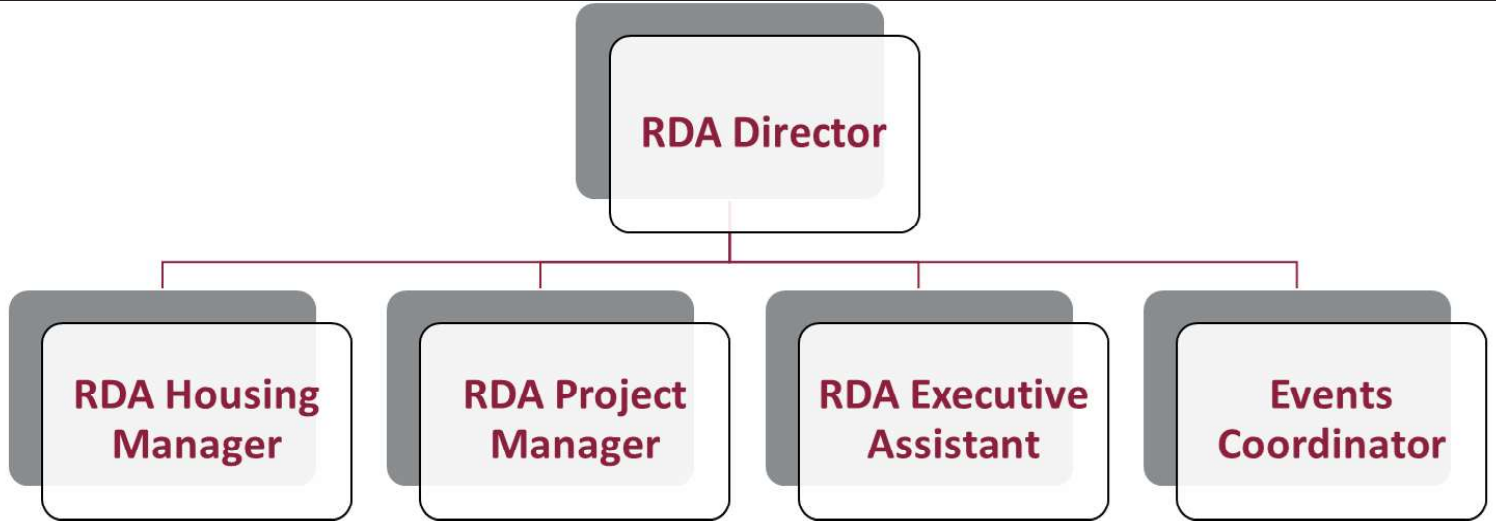 RDA Director
RDA Housing
Manager
RDA Project
Manager
RDA Executive
Assistant
Events
Coordinator